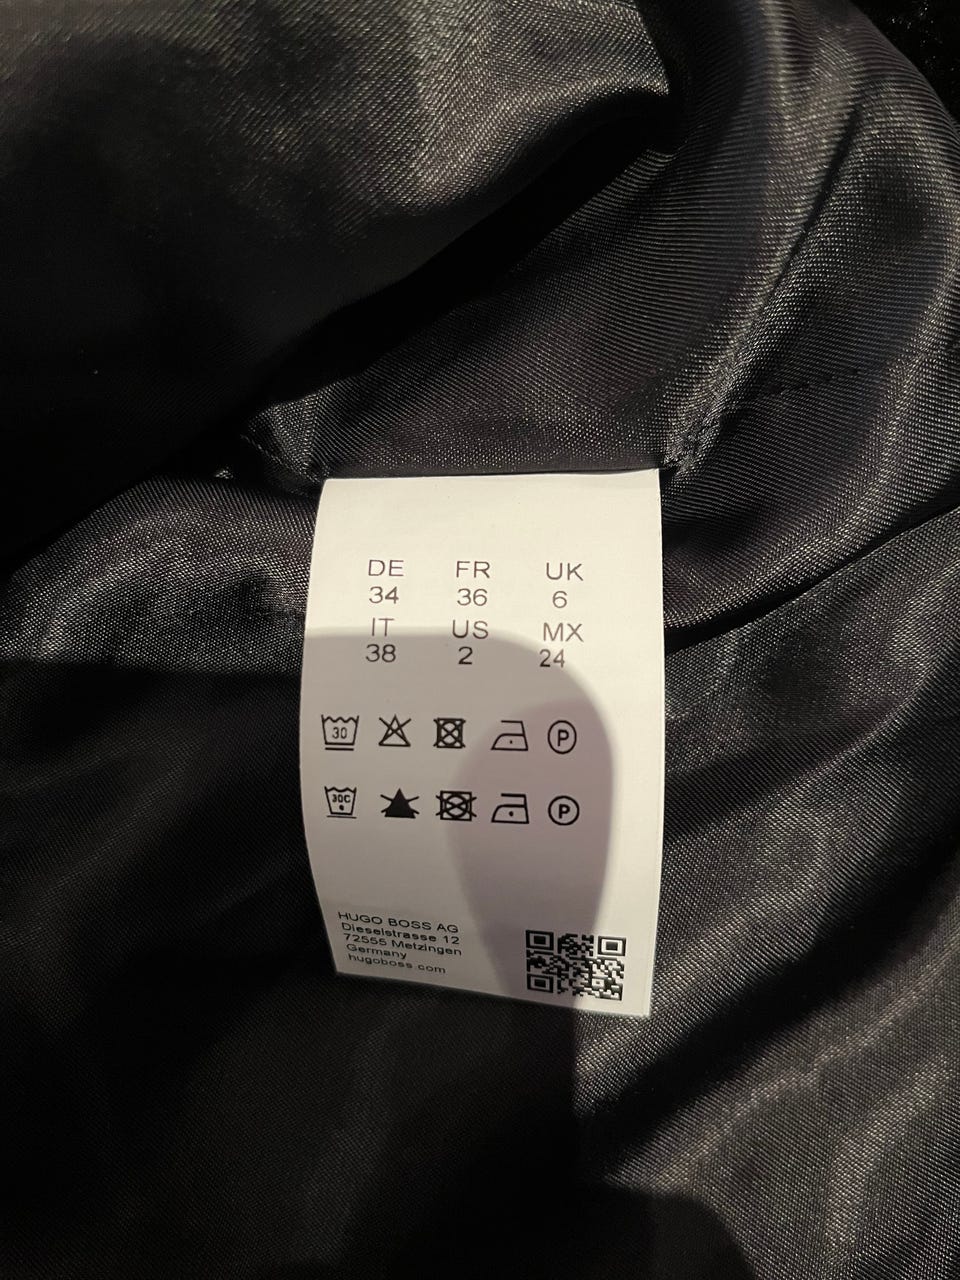 DE FR UK
34 36 6
IT US MX
38 2 24
30 P
30C P
HUGO BOSS AG
Dieselstrasse 12
72555 Metzingen
Germany
hugoboss.com